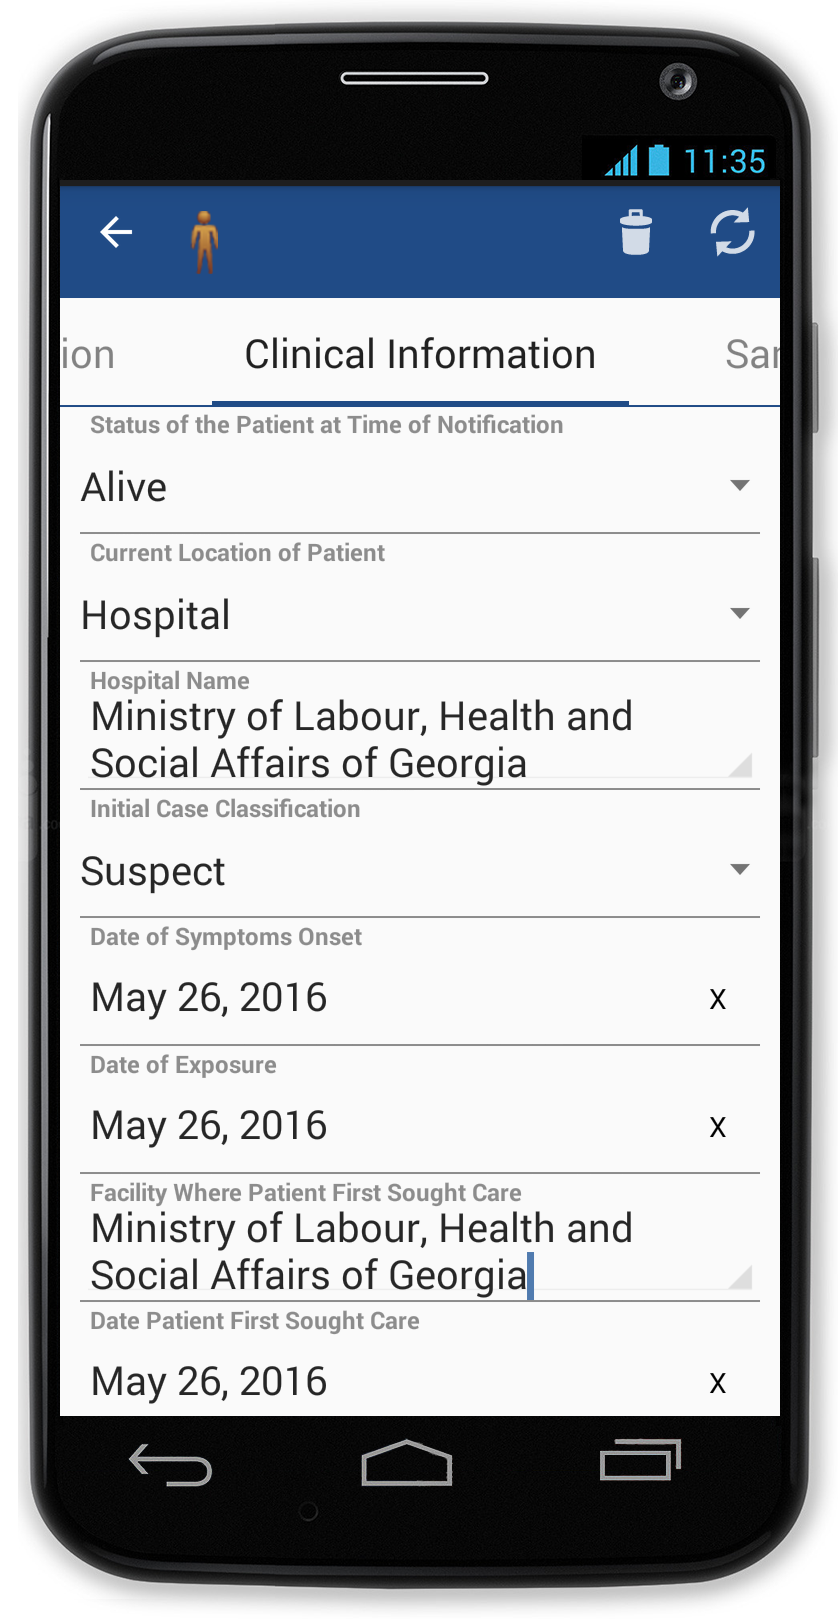 11:35
ion
Clinical Information
Sar
Status of the Patient at Time of Notification
Alive
Current Location of Patient
Hospital
Hospital Name
Ministry of Labour, Health and
Social Affairs of Georgia
Initial Case Classification
Suspect
Date of Symptoms Onset
May 26, 2016 x
Date of Exposure
May 26, 2016 x
Facility Where Patient First Sought Care
Ministry of Labour, Health and
Social Affairs of Georgia
Date Patient First Sought Care
May 26, 2016 x